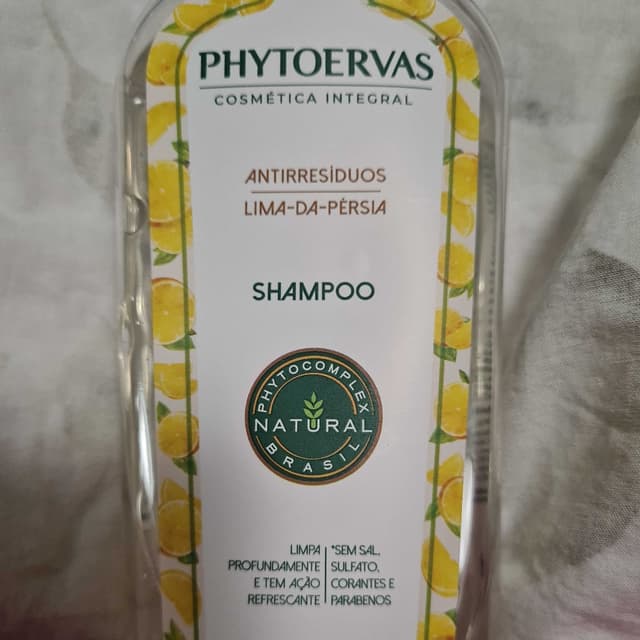 PHYTOERVAS
COSMÉTICA INTEGRAL
ANTIRRESÍDUOS
LIMA-DA-PÉRSIA
SHAMPOO
PHYTOCOMPLEX
NATURAL
BRASIL
LIMPA
PROFUNDAMENTE
E TEM AÇÃO
REFRESCANTE
*SEM SAL,
SULFATO,
CORANTES E
PARABENOS